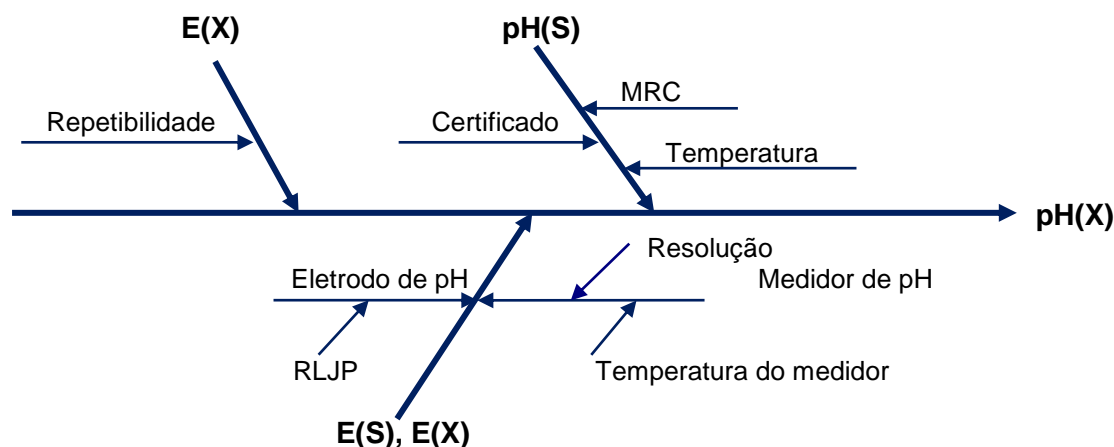 E(X)
pH(S)
MRC
Repetibilidade
Certificado
Temperatura
pH(X)
Resolução
Eletrodo de pH
Medidor de pH
RLJP
Temperatura do medidor
E(S), E(X)